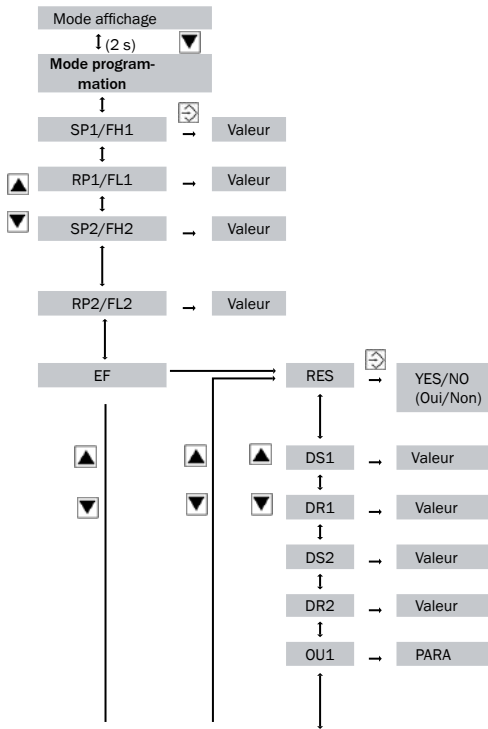 Mode affichage
(2 s)
Mode program-
mation
SP1/FH1 Valeur
RP1/FL1 Valeur
SP2/FH2 Valeur
RP2/FL2 Valeur
EF RES YES/NO
(Oui/Non)
DS1 Valeur
DR1 Valeur
DS2 Valeur
DR2 Valeur
OU1 PARA